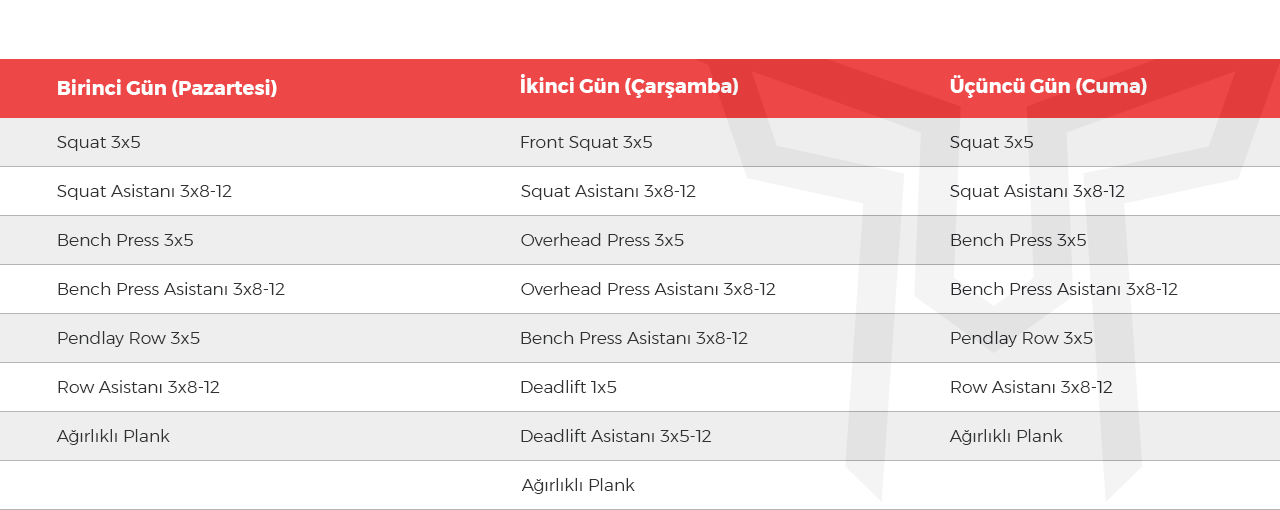 Birinci Gün (Pazartesi) İkinci Gün (Çarşamba) Üçüncü Gün (Cuma)
Squat 3x5 Front Squat 3x5 Squat 3x5
Squat Asistanı 3x8-12 Squat Asistanı 3x8-12 Squat Asistanı 3x8-12
Bench Press 3x5 Overhead Press 3x5 Bench Press 3x5
Bench Press Asistanı 3x8-12 Overhead Press Asistanı 3x8-12 Bench Press Asistanı 3x8-12
Pendlay Row 3x5 Bench Press Asistanı 3x8-12 Pendlay Row 3x5
Row Asistanı 3x8-12 Deadlift 1x5 Row Asistanı 3x8-12
Ağırlıklı Plank Deadlift Asistanı 3x5-12 Ağırlıklı Plank
Ağırlıklı Plank